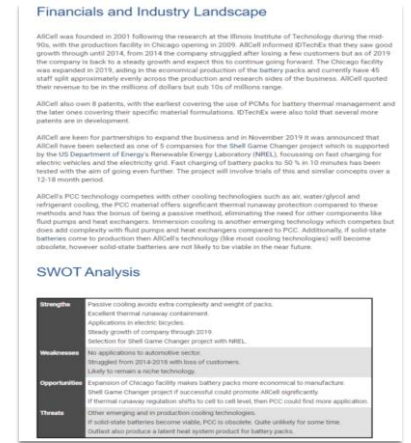 Financials and Industry Landscape
AllCell was founded in 2001 following the research at the Illinois Institute of Technology during the mid-
90s, with the production facility in Chicago opening in 2009. AllCell informed IDTechEx that they saw good
growth through until 2014, from 2014 the company struggled after losing a few customers but as of 2019
the company is back to a steady growth and expect this to continue going forward. The Chicago facility
was expanded in 2019, aiding in the economical production of the battery packs and currently have 45
staff split approximately evenly across the production and research sides of the business. AllCell quoted
their revenue to be in the millions of dollars but sub 10s of millions range.
AllCell also own 8 patents, with the earliest covering the use of PCMs for battery thermal management and
the later ones covering their specific material formulations. IDTechEx were also told that several more
patents are in development.
AllCell are keen for partnerships to expand the business and in November 2019 it was announced that
AllCell have been selected as one of 5 companies for the Shell Game Changer project which is supported
by the US Department of Energy's Renewable Energy Laboratory (NREL), focussing on fast charging for
electric vehicles and the electricity grid. Fast charging of battery packs to 50 % in 10 minutes has been
tested with the aim of going even further. The project will involve trials of this and similar concepts over a
12-18 month period.
AllCell's PCC technology competes with other cooling technologies such as air, water/glycol and
refrigerant cooling, the PCC material offers significant thermal runaway protection compared to these
methods and has the bonus of being a passive method, eliminating the need for other components like
fluid pumps and heat exchangers. Immersion cooling is another emerging technology which competes but
does add complexity with fluid pumps and heat exchangers compared to PCC. Additionally, if solid-state
batteries come to production then AllCell's technology (like most cooling technologies) will become
obsolete, however solid-state batteries are not likely to be viable in the near future.
SWOT Analysis
Strengths Passive cooling avoids extra complexity and weight of packs.
Excellent thermal runaway containment.
Applications in electric bicycles.
Steady growth of company through 2019.
Selection for Shell Game Changer project with NREL.
Weaknesses No applications to automotive sector.
Struggled from 2014-2018 with loss of customers.
Likely to remain a niche technology.
Opportunities Expansion of Chicago facility makes battery packs more economical to manufacture.
Shell Game Changer project if successful could promote AllCell significantly.
If thermal runaway regulation shifts to cell to cell level, then PCC could find more application.
Threats Other emerging and in production cooling technologies.
If solid-state batteries become viable, PCC is obsolete. Quite unlikely for some time.
Outlast also produce a latent heat system product for battery packs.